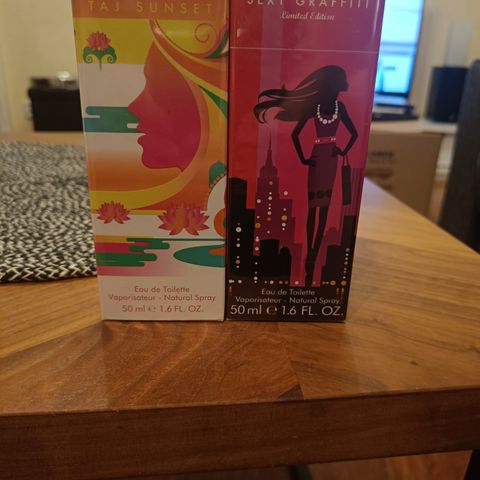 TAJ SUNSET
Eau de Toilette
Vaporisateur - Natural Spray
50 ml e 1.6 FL. OZ.
SEXY GRAFFITI
Limited Edition
Eau de Toilette
Vaporisateur - Natural Spray
50 ml e 1.6 FL. OZ.